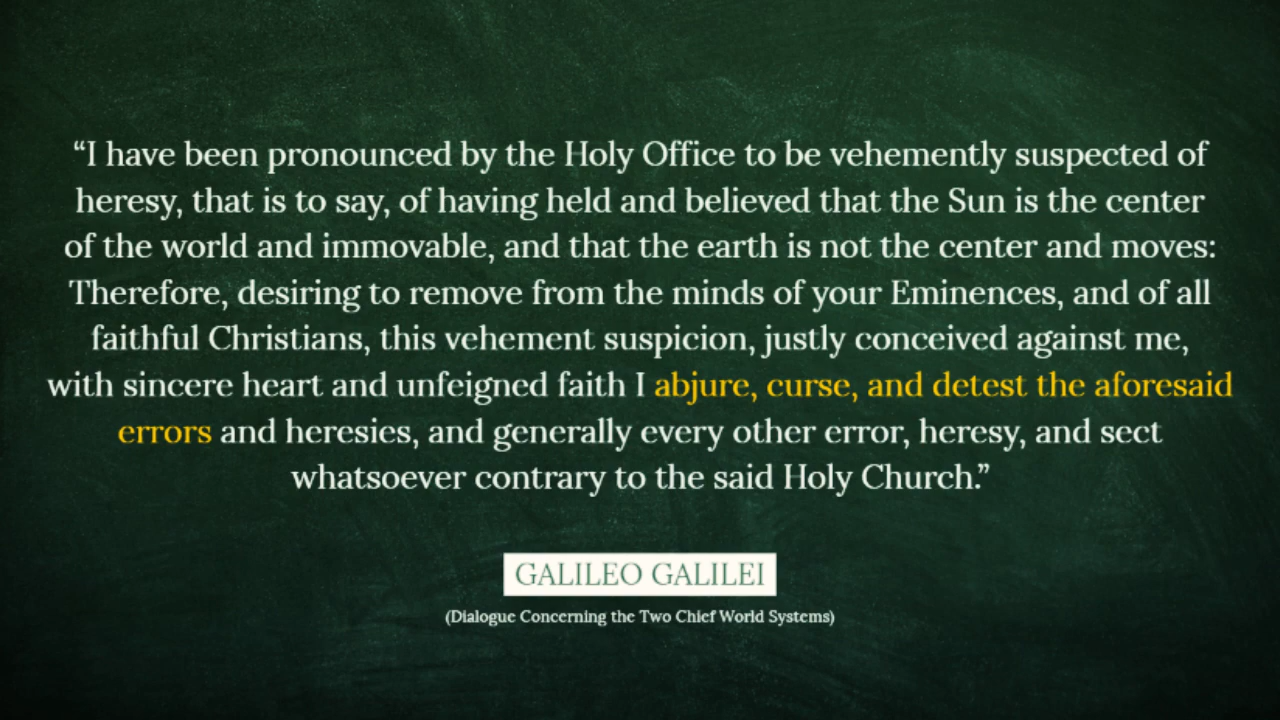 “I have been pronounced by the Holy Office to be vehemently suspected of
heresy, that is to say, of having held and believed that the Sun is the center
of the world and immovable, and that the earth is not the center and moves:
Therefore, desiring to remove from the minds of your Eminences, and of all
faithful Christians, this vehement suspicion, justly conceived against me,
with sincere heart and unfeigned faith I abjure, curse, and detest the aforesaid
errors and heresies, and generally every other error, heresy, and sect
whatsoever contrary to the said Holy Church.”
GALILEO GALILEI
(Dialogue Concerning the Two Chief World Systems)